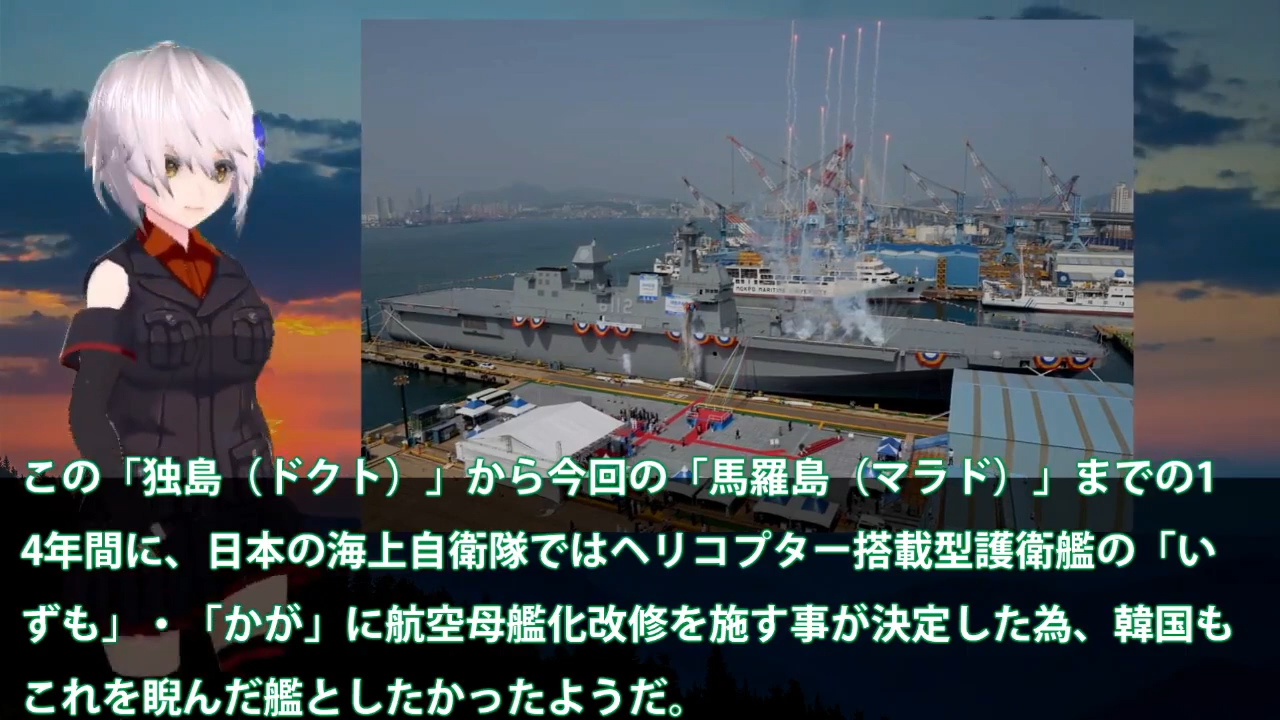 112
MOKPO MARITIME
この「独島（ドクト）」から今回の「馬羅島（マラド）」までの1
4年間に、日本の海上自衛隊ではヘリコプター搭載型護衛艦の「い
ずも」・「かが」に航空母艦化改修を施す事が決定した為、韓国も
これを睨んだ艦としたかったようだ。